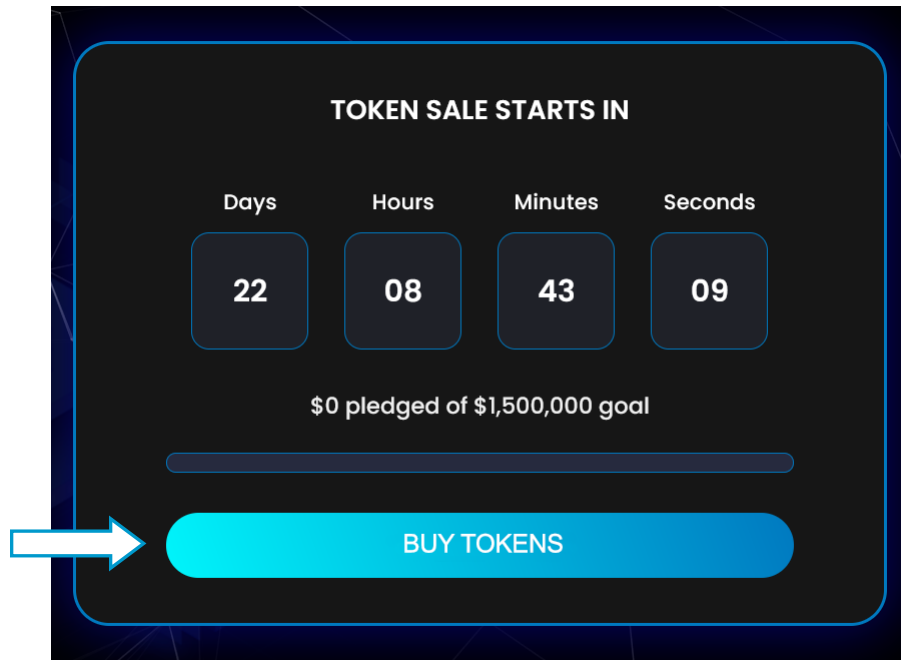 TOKEN SALE STARTS IN
Days Hours Minutes Seconds
22 08 43 09
$0 pledged of $1,500,000 goal
BUY TOKENS